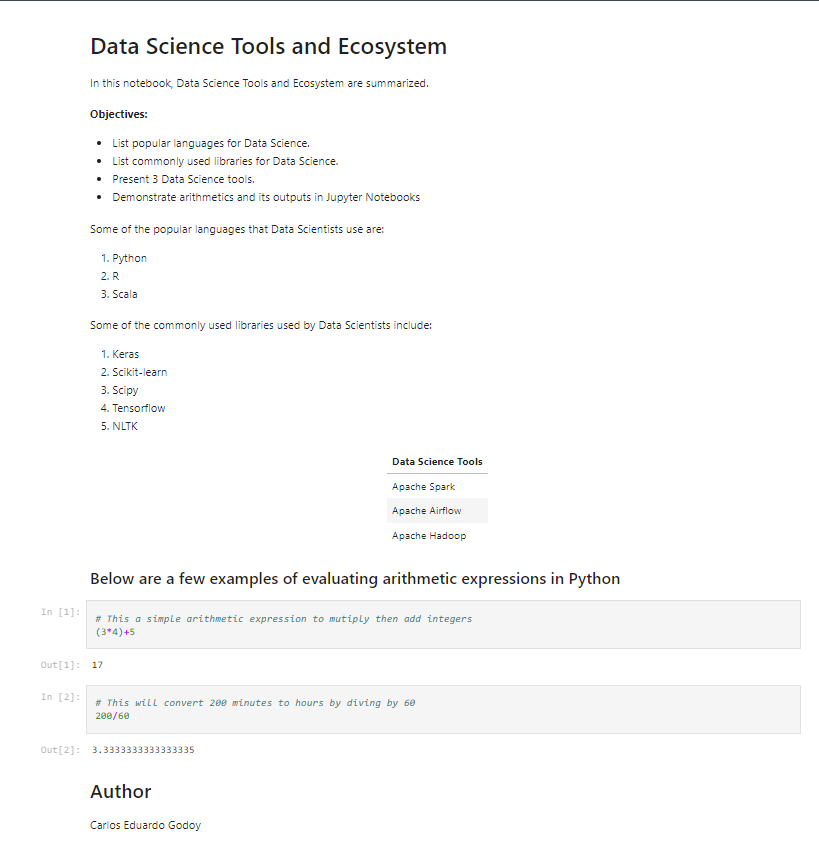 Data Science Tools and Ecosystem
In this notebook, Data Science Tools and Ecosystem are summarized.
Objectives:
• List popular languages for Data Science.
• List commonly used libraries for Data Science.
• Present 3 Data Science tools.
• Demonstrate arithmetics and its outputs in Jupyter Notebooks
Some of the popular languages that Data Scientists use are:
1. Python
2. R
3. Scala
Some of the commonly used libraries used by Data Scientists include:
1. Keras
2. Scikit-learn
3. Scipy
4. Tensorflow
5. NLTK
Data Science Tools
Apache Spark
Apache Airflow
Apache Hadoop
Below are a few examples of evaluating arithmetic expressions in Python
In [1]: # This a simple arithmetic expression to mutiply then add integers
(3*4)+5
Out[1]: 17
In [2]: # This will convert 200 minutes to hours by diving by 60
200/60
Out[2]: 3.3333333333333335
Author
Carlos Eduardo Godoy